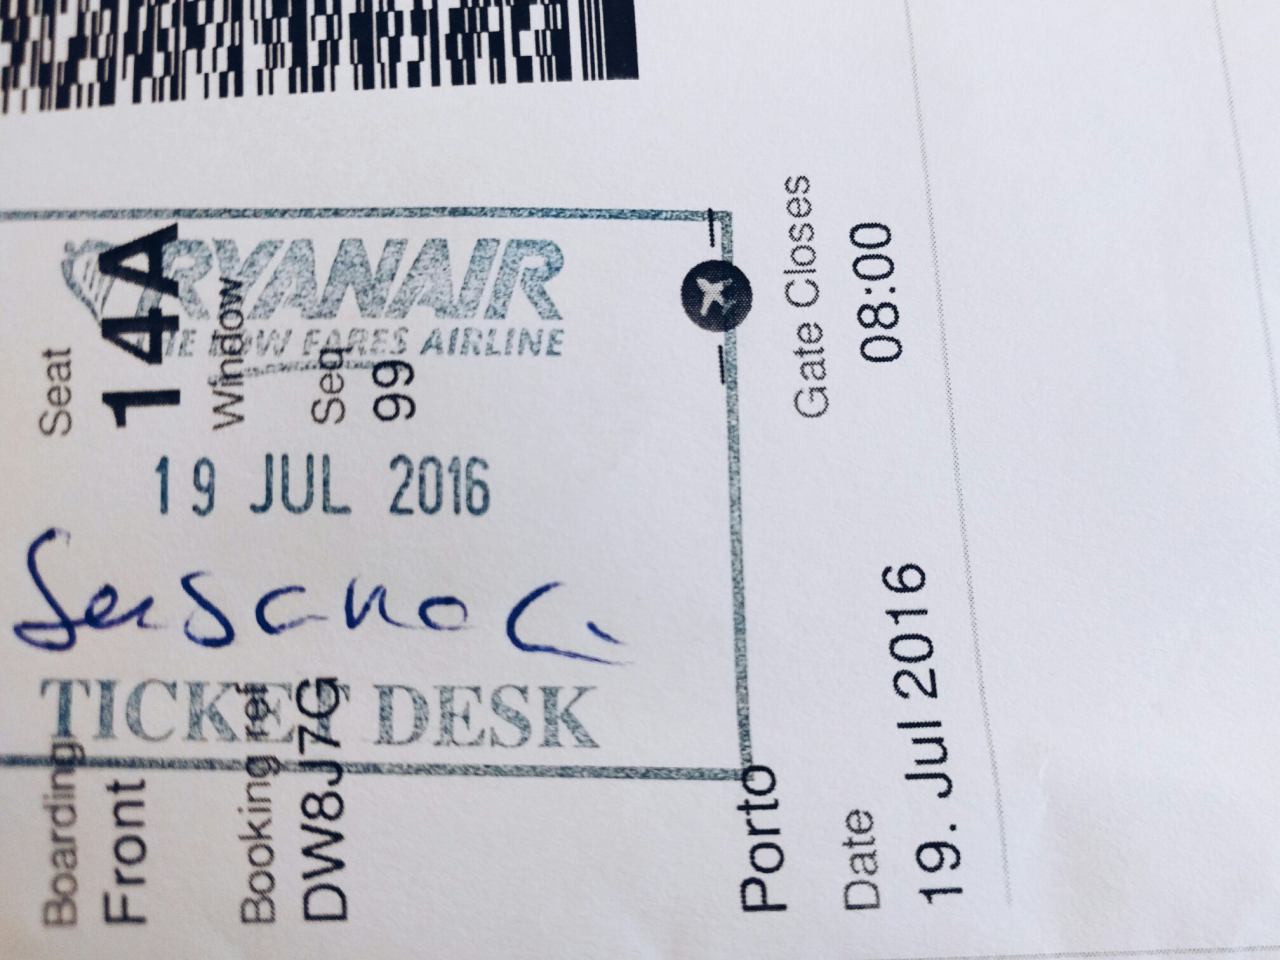 Boarding
Front
Seat
14A
Window
Booking ref
DW8J7G
Seq
99
Porto
Date
19. Jul 2016
Gate Closes
08:00
RYANAIR
THE LOW FARES AIRLINE
19 JUL 2016
TICKET DESK